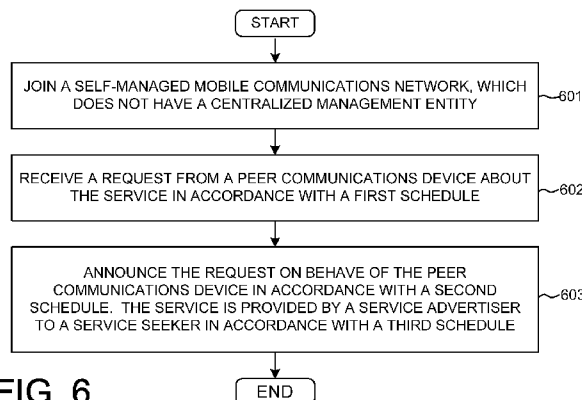 START
JOIN A SELF-MANAGED MOBILE COMMUNICATIONS NETWORK, WHICH
DOES NOT HAVE A CENTRALIZED MANAGEMENT ENTITY
601
RECEIVE A REQUEST FROM A PEER COMMUNICATIONS DEVICE ABOUT
THE SERVICE IN ACCORDANCE WITH A FIRST SCHEDULE
602
ANNOUNCE THE REQUEST ON BEHAVE OF THE PEER
COMMUNICATIONS DEVICE IN ACCORDANCE WITH A SECOND
SCHEDULE. THE SERVICE IS PROVIDED BY A SERVICE ADVERTISER
TO A SERVICE SEEKER IN ACCORDANCE WITH A THIRD SCHEDULE
603
END
FIG. 6